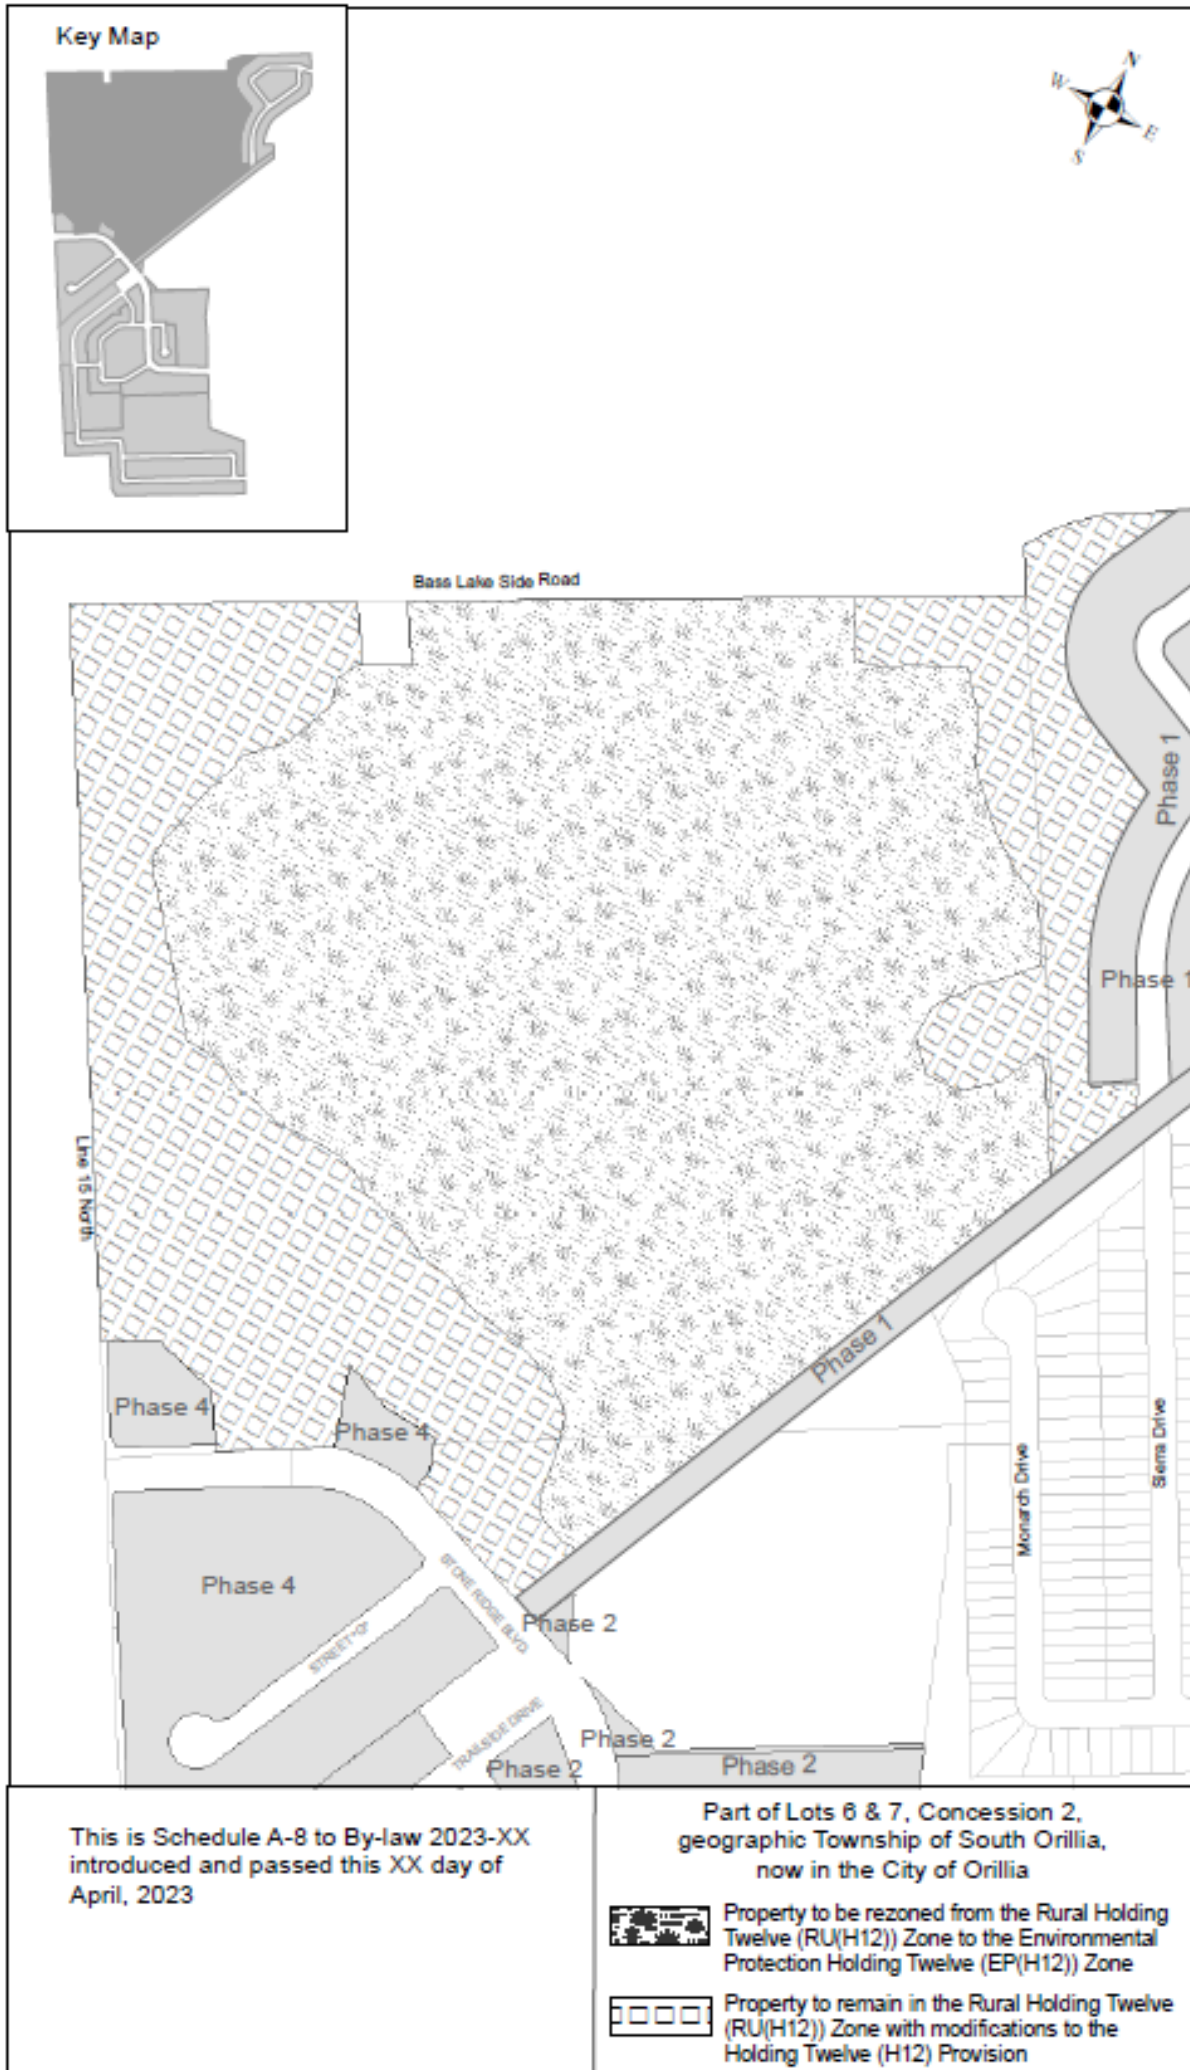 Key Map
N
W
E
S
Bass Lake Side Road
Phase 1
Phase 1
Line 15 North
Phase 1
Phase 4
Phase 4
Monarch Drive
Sierra Drive
Phase 4
STONE RIDGE BLVD.
Phase 2
STREET "O"
TRAILSIDE DRIVE
Phase 2
Phase 2
Phase 2
This is Schedule A-8 to By-law 2023-XX
introduced and passed this XX day of
April, 2023
Part of Lots 6 & 7, Concession 2,
geographic Township of South Orillia,
now in the City of Orillia
Property to be rezoned from the Rural Holding
Twelve (RU(H12)) Zone to the Environmental
Protection Holding Twelve (EP(H12)) Zone
Property to remain in the Rural Holding Twelve
(RU(H12)) Zone with modifications to the
Holding Twelve (H12) Provision